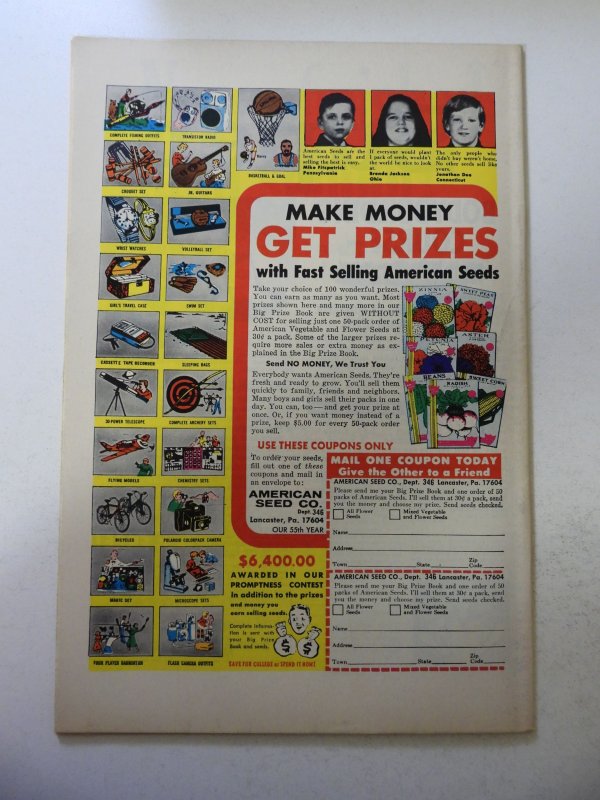 COMPLETE FISHING OUTFITS
TRANSISTOR RADIO
CROQUET SET
JR. GUITARS
WRIST WATCHES
VOLLEYBALL SET
GIRL'S TRAVEL CASE
SWIM SET
CASSETTE TAPE RECORDER
SLEEPING BAGS
30 POWER TELESCOPE
COMPLETE ARCHERY SETS
FLYING MODELS
CHEMISTRY SETS
BICYCLES
POLAROID COLORPACK CAMERA
MAGIC SET
MICROSCOPE SETS
FOUR PLAYER BADMINTON
FLASH CAMERA OUTFITS
BASKETBALL & GOAL
American Seeds are the
best seeds to sell and
selling the best is easy.
Mike Fitzpatrick
Pennsylvania
If everyone would plant
1 pack of seeds, wouldn't
the world be nice to look
at.
Brenda Jackson
Ohio
The only people who
didn't buy weren't home.
No other seeds sell like
yours.
Jonathan Dee
Connecticut
MAKE MONEY
GET PRIZES
with Fast Selling American Seeds
Take your choice of 100 wonderful prizes.
You can earn as many as you want. Most
prizes shown here and many more in our
Big Prize Book are given WITHOUT
COST for selling just one 50-pack order of
American Vegetable and Flower Seeds at
30¢ a pack. Some of the larger prizes re-
quire more sales or extra money as ex-
plained in the Big Prize Book.
Send NO MONEY, We Trust You
Everybody wants American Seeds. They're
fresh and ready to grow. You'll sell them
quickly to family, friends and neighbors.
Many boys and girls sell their packs in one
day. You can, too — and get your prize at
once. Or, if you want money instead of a
prize, keep $5.00 for every 50-pack order
you sell.
ZINNIA
SWEET PEAS
PETUNIA
ASTER
BEANS
RADISH
SWEET CORN
USE THESE COUPONS ONLY
To order your seeds,
fill out one of these
coupons and mail in
an envelope to:
AMERICAN
SEED CO.
Dept. 346
Lancaster, Pa. 17604
OUR 55th YEAR
MAIL ONE COUPON TODAY
Give the Other to a Friend
AMERICAN SEED CO., Dept. 346 Lancaster, Pa. 17604
Please send me your Big Prize Book and one order of 50
packs of American Seeds. I'll sell them at 30¢ a pack, send
you the money and choose my prize. Send seeds checked.
All Flower Seeds
Mixed Vegetable and Flower Seeds
Name
Address
Town State Zip Code
AMERICAN SEED CO., Dept. 346 Lancaster, Pa. 17604
Please send me your Big Prize Book and one order of 50
packs of American Seeds. I'll sell them at 30¢ a pack, send
you the money and choose my prize. Send seeds checked.
All Flower Seeds
Mixed Vegetable and Flower Seeds
Name
Address
Town State Zip Code
$6,400.00
AWARDED IN OUR
PROMPTNESS CONTEST
In addition to the prizes
and money you
earn selling seeds.
Complete informa-
tion is sent with
your Big Prize
Book and seeds.
$ $
SAVE FOR COLLEGE or SPEND IT NOW!